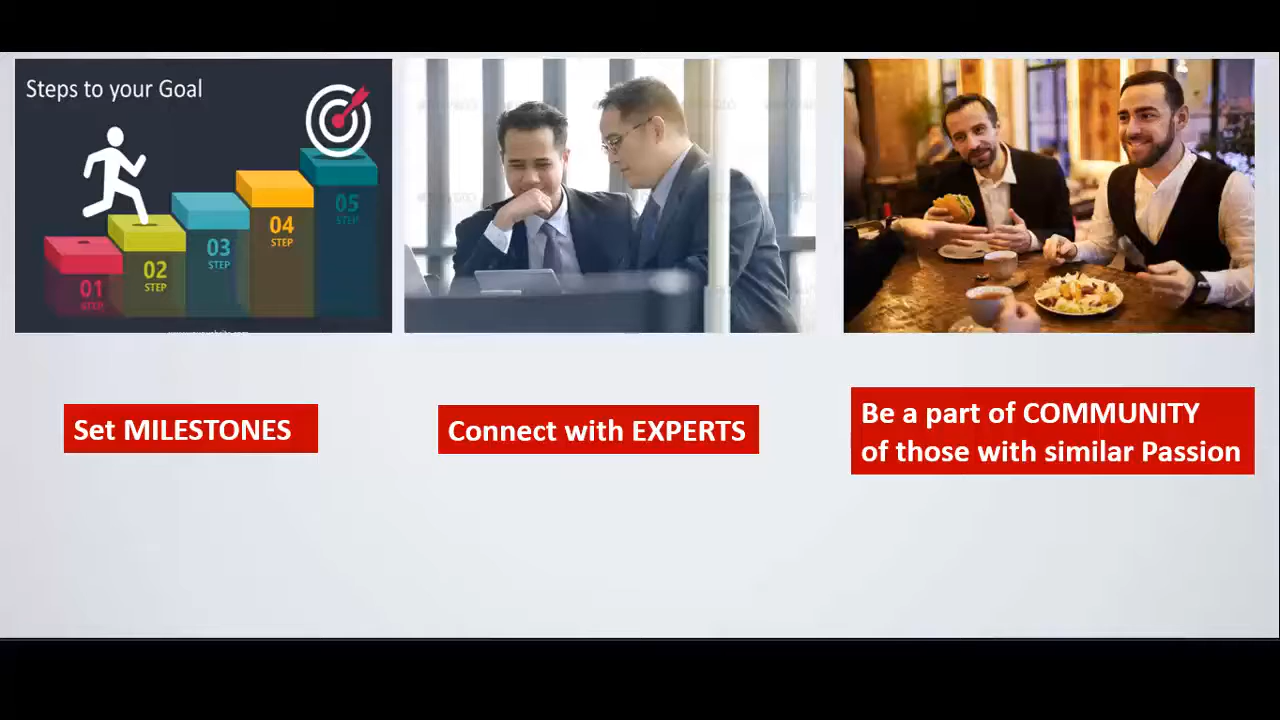 Steps to your Goal
01
STEP
02
STEP
03
STEP
04
STEP
05
STEP
Set MILESTONES
Connect with EXPERTS
Be a part of COMMUNITY
of those with similar Passion